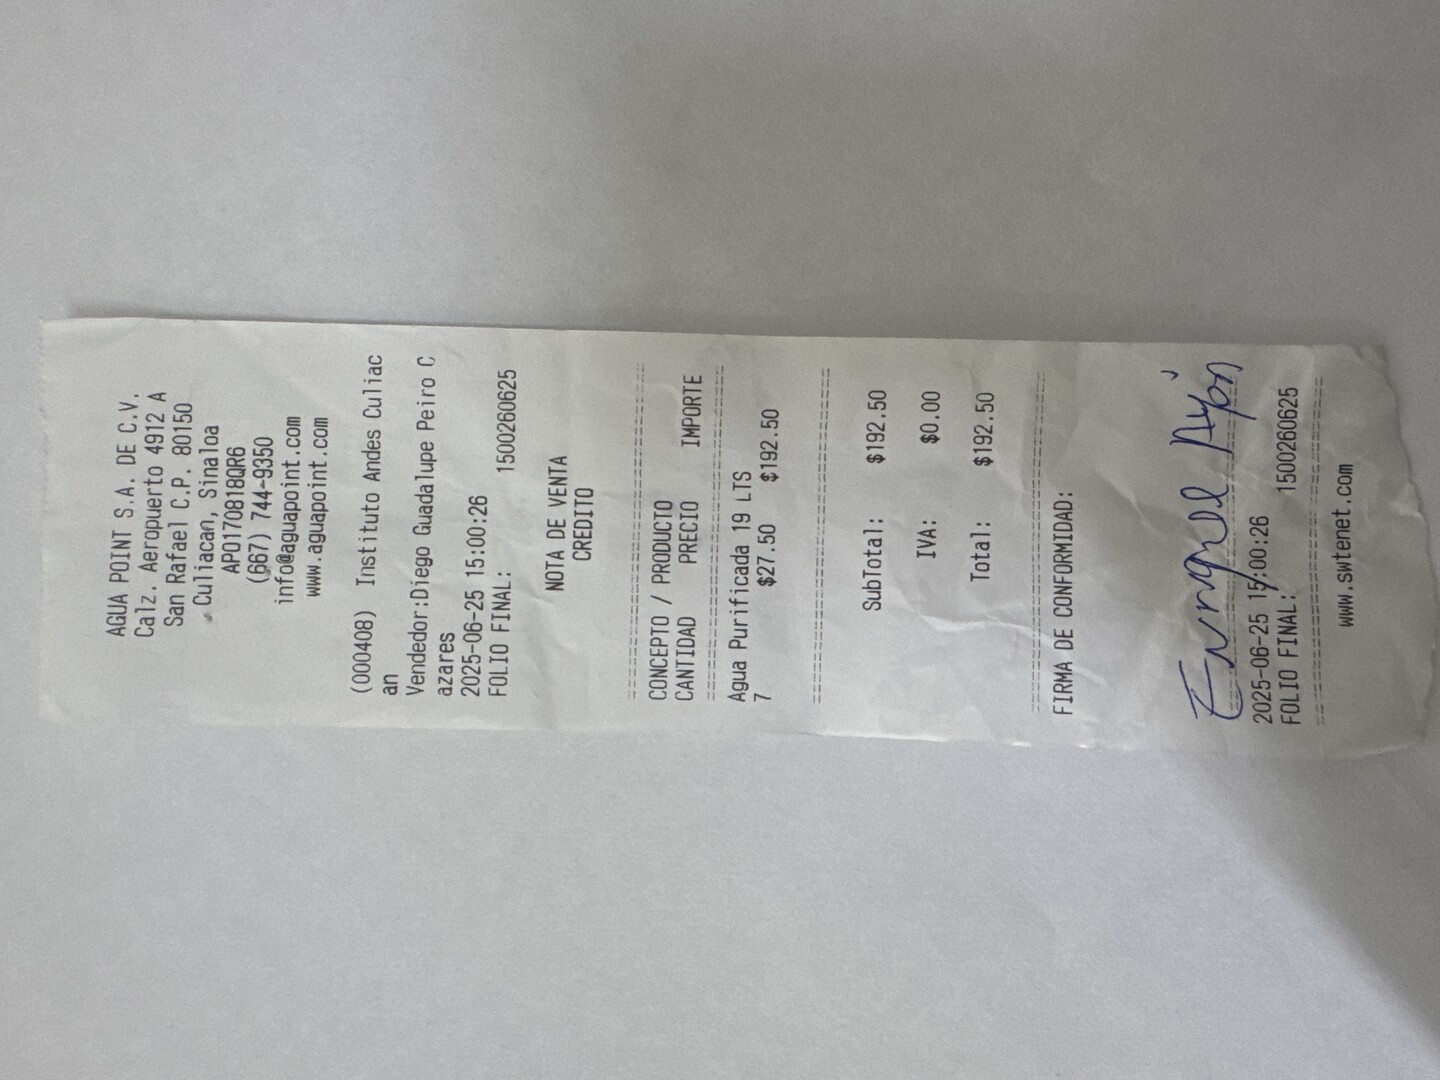 AGUA POINT S.A. DE C.V.
Calz. Aeropuerto 4912 A
San Rafael C.P. 80150
Culiacan, Sinaloa
APO170818QR6
(667) 744-9350
info@aguapoint.com
www.aguapoint.com
(000408) Instituto Andes Culiac
an
Vendedor:Diego Guadalupe Peiro C
azares
2025-06-25 15:00:26
FOLIO FINAL: 1500260625
NOTA DE VENTA
CREDITO
CONCEPTO / PRODUCTO
CANTIDAD PRECIO IMPORTE
Agua Purificada 19 LTS
7 $27.50 $192.50
SubTotal: $192.50
IVA: $0.00
Total: $192.50
FIRMA DE CONFORMIDAD:
Enrique Ayón
2025-06-25 15:00:26
FOLIO FINAL: 1500260625
www.swtenet.com